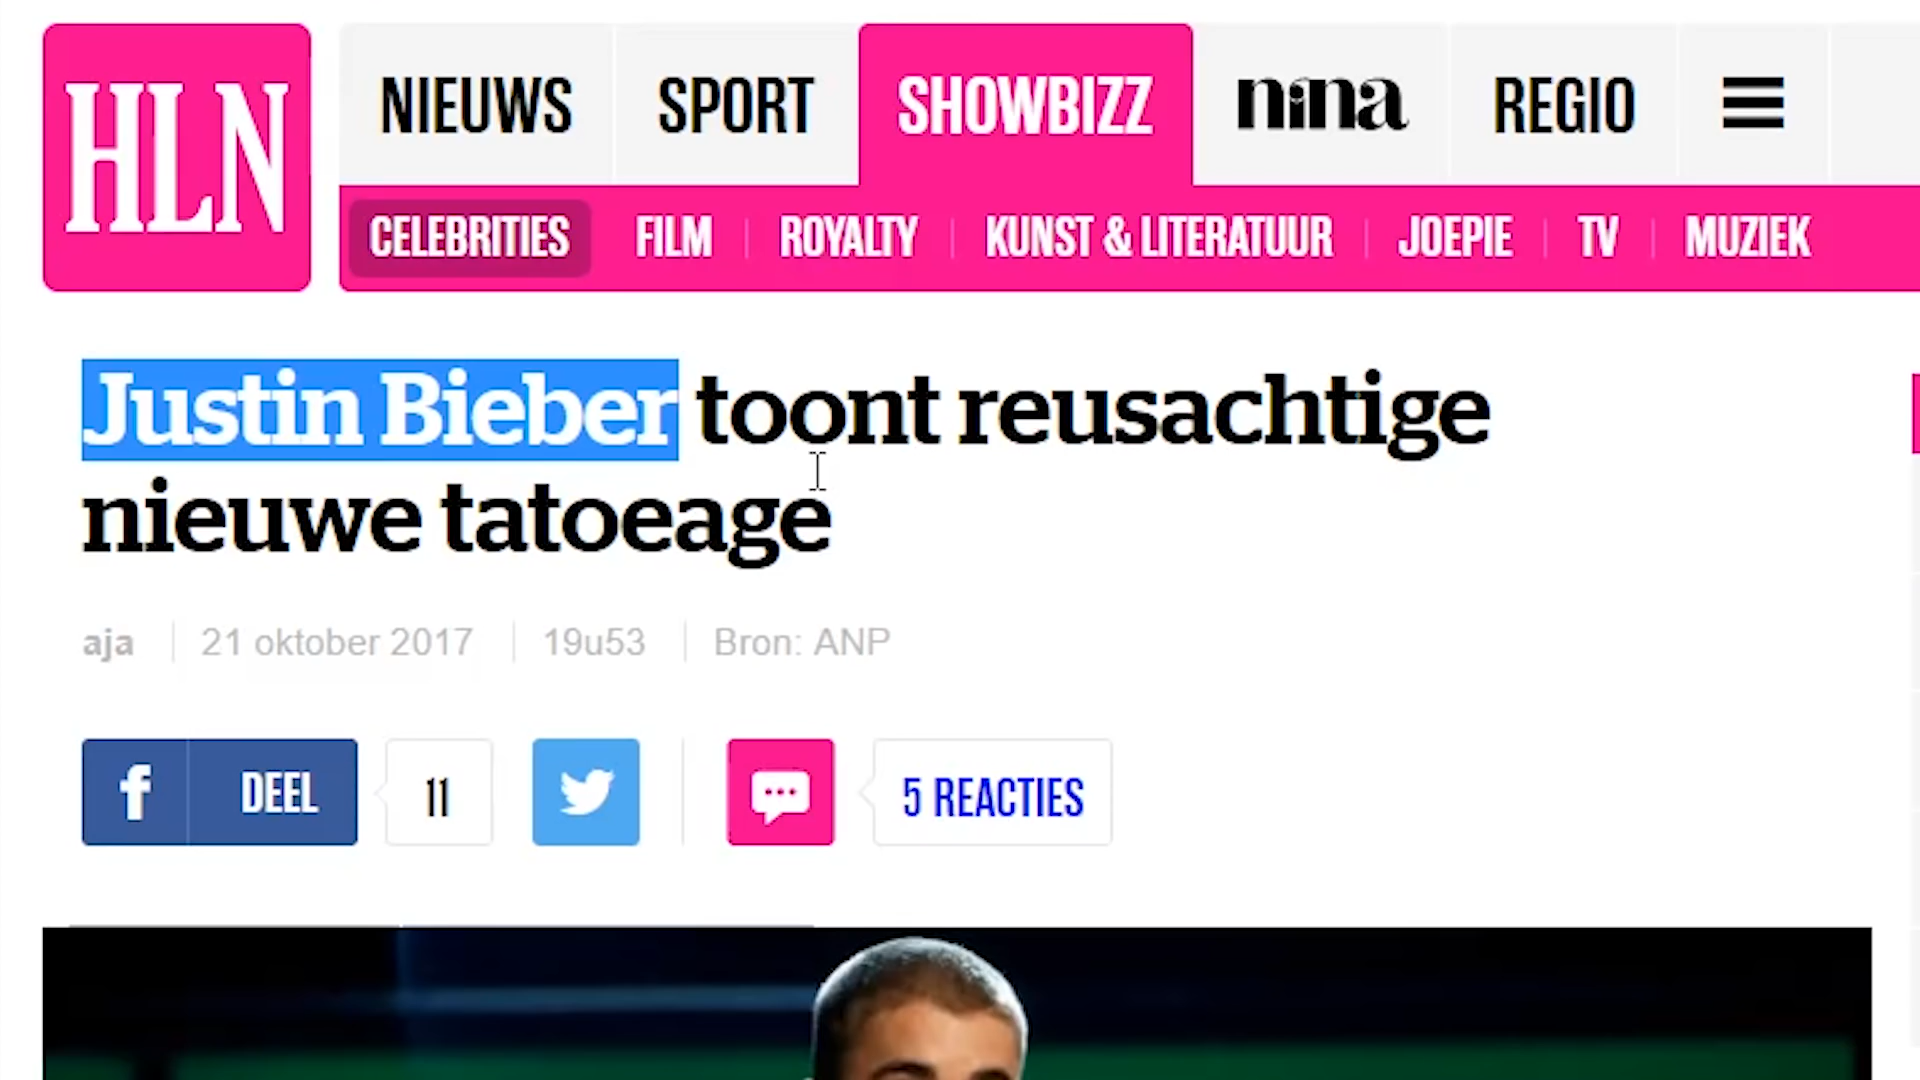 HLN
NIEUWS SPORT SHOWBIZZ nina REGIO
CELEBRITIES FILM ROYALTY KUNST & LITERATUUR JOEPIE TV MUZIEK
Justin Bieber toont reusachtige
nieuwe tatoeage
aja 21 oktober 2017 19u53 Bron: ANP
f DEEL 11 5 REACTIES